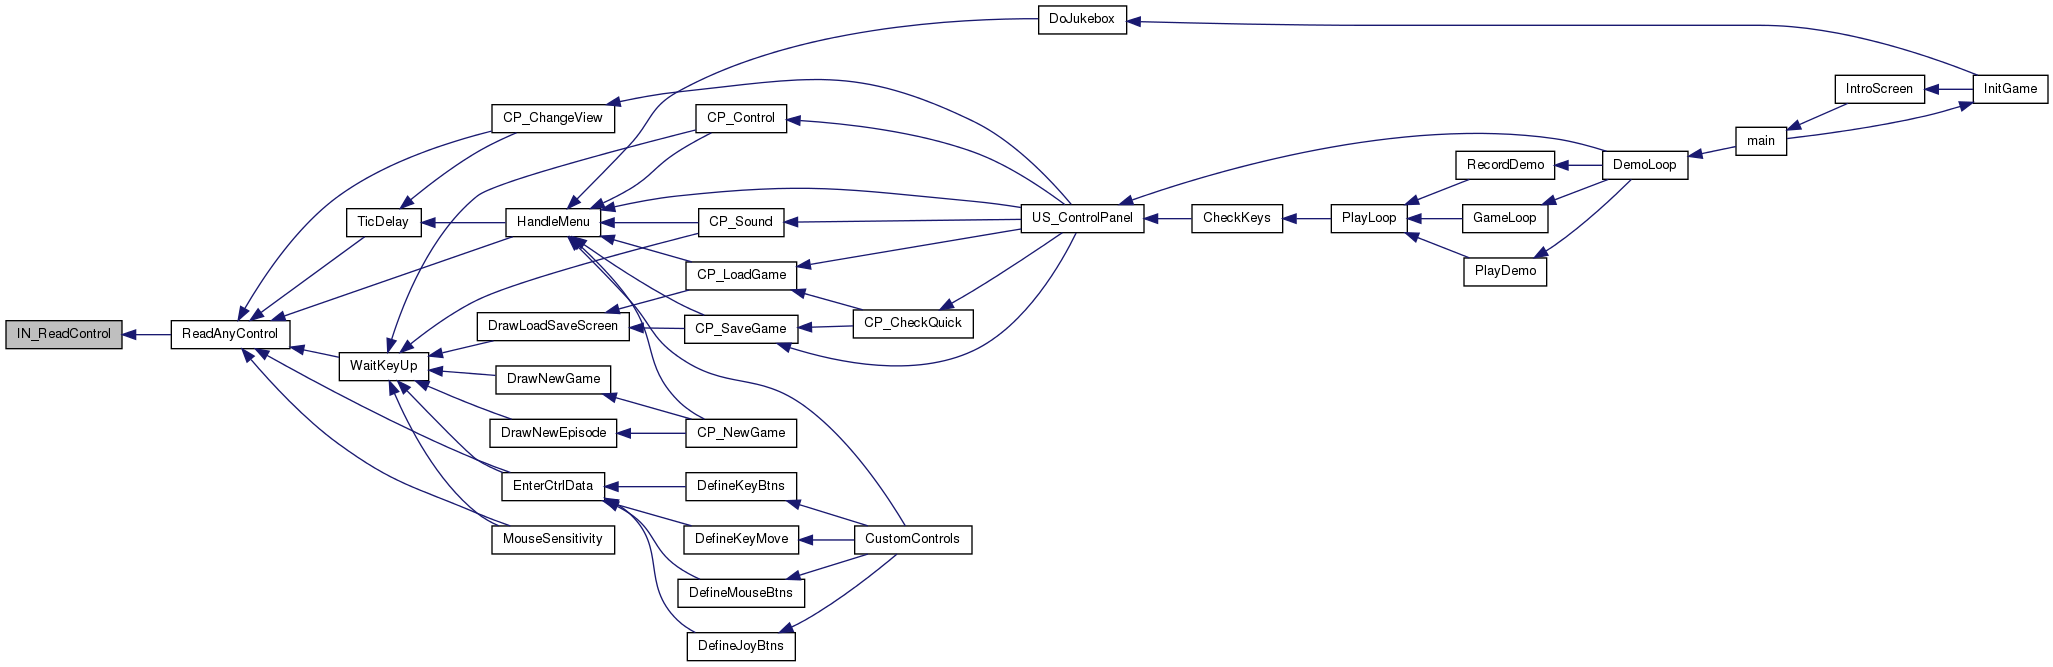 DoJukebox
IntroScreen
InitGame
CP_ChangeView
CP_Control
main
RecordDemo
DemoLoop
TicDelay
HandleMenu
CP_Sound
US_ControlPanel
CheckKeys
PlayLoop
GameLoop
CP_LoadGame
PlayDemo
IN_ReadControl
ReadAnyControl
DrawLoadSaveScreen
CP_SaveGame
CP_CheckQuick
WaitKeyUp
DrawNewGame
DrawNewEpisode
CP_NewGame
EnterCtrlData
DefineKeyBtns
MouseSensitivity
DefineKeyMove
CustomControls
DefineMouseBtns
DefineJoyBtns